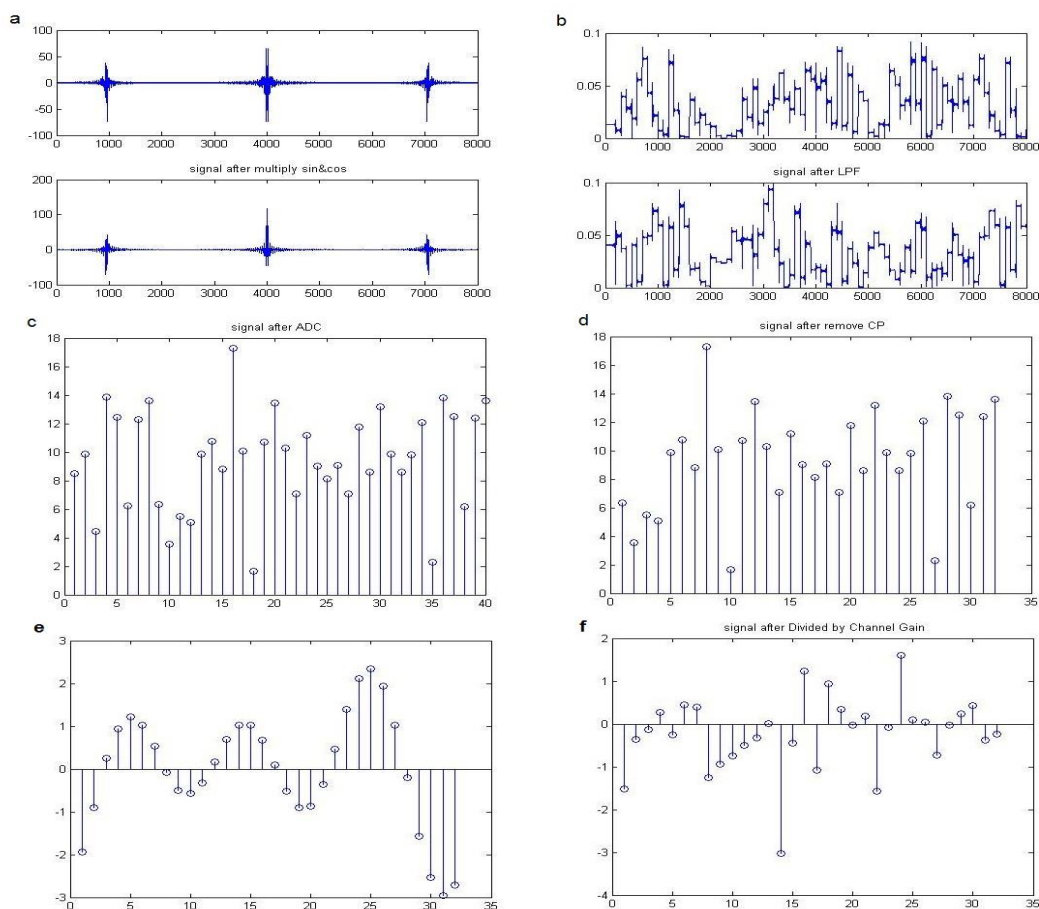 a
100
50
0
-50
-100
0 1000 2000 3000 4000 5000 6000 7000 8000
signal after multiply sin&cos
200
100
0
-100
0 1000 2000 3000 4000 5000 6000 7000 8000
b
0.1
0.05
0
0 1000 2000 3000 4000 5000 6000 7000 8000
signal after LPF
0.1
0.05
0
0 1000 2000 3000 4000 5000 6000 7000 8000
c
signal after ADC
18
16
14
12
10
8
6
4
2
0
0 5 10 15 20 25 30 35 40
d
signal after remove CP
18
16
14
12
10
8
6
4
2
0
0 5 10 15 20 25 30 35
e
3
2
1
0
-1
-2
-3
0 5 10 15 20 25 30 35
f
signal after Divided by Channel Gain
2
1
0
-1
-2
-3
-4
0 5 10 15 20 25 30 35